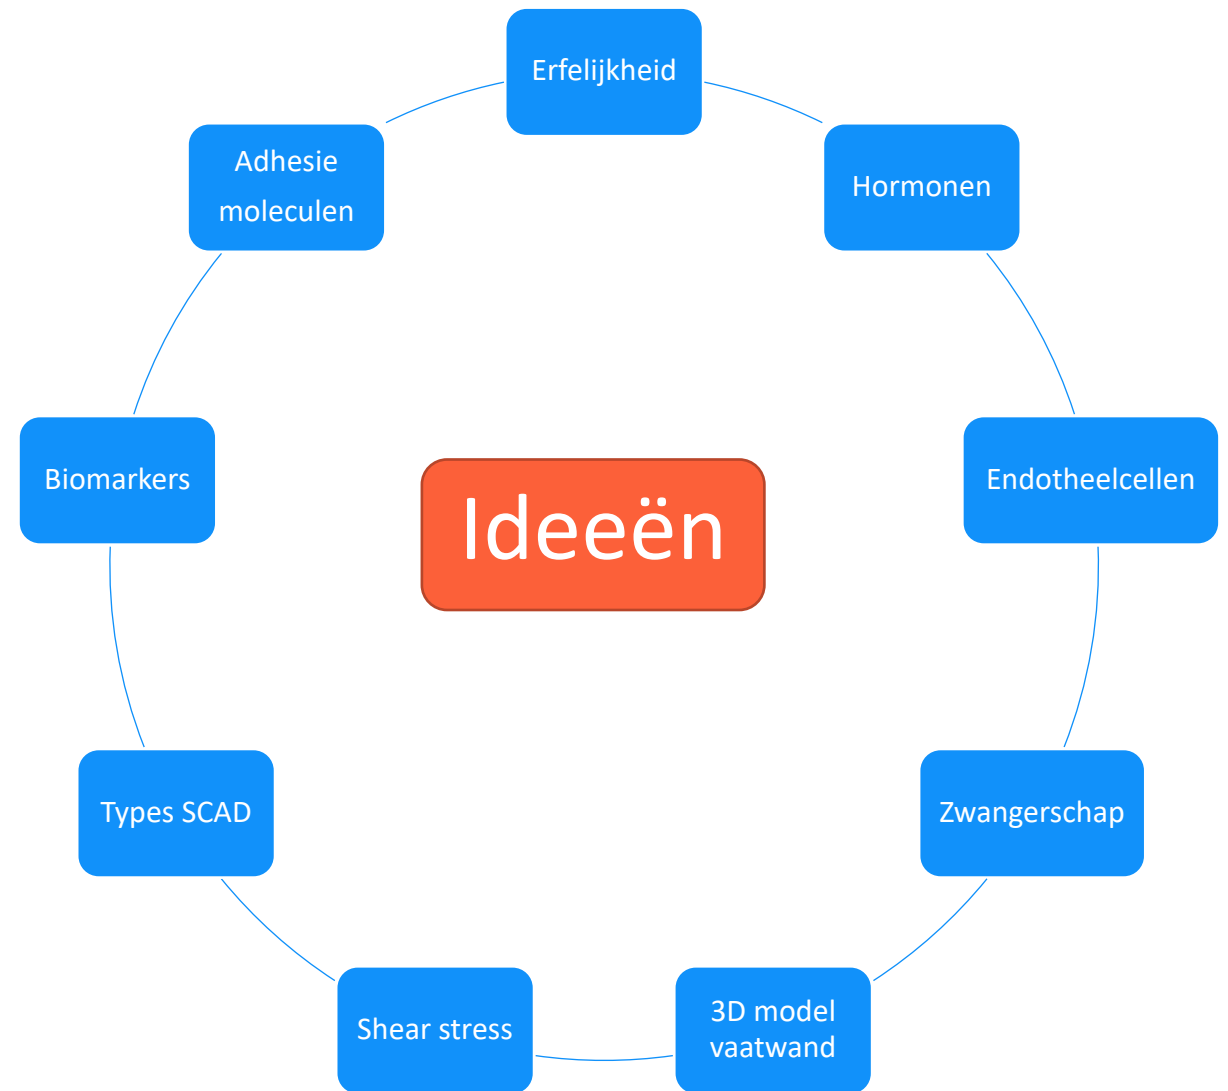 Erfelijkheid
Hormonen
Endotheelcellen
Zwangerschap
3D model
vaatwand
Shear stress
Types SCAD
Biomarkers
Adhesie
moleculen
Ideeën